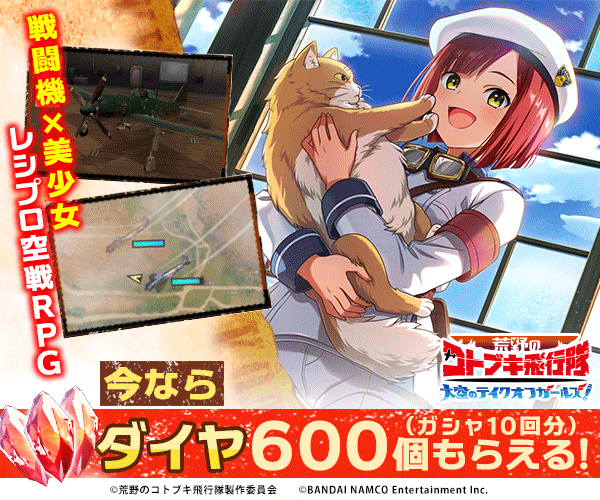 戦闘機×美少女
レシプロ空戦RPG
荒野の
コトブキ飛行隊
大空のテイクオフガールズ!
今なら
ダイヤ600個もらえる!
(ガシャ10回分)
©荒野のコトブキ飛行隊製作委員会 ©BANDAI NAMCO Entertainment Inc.